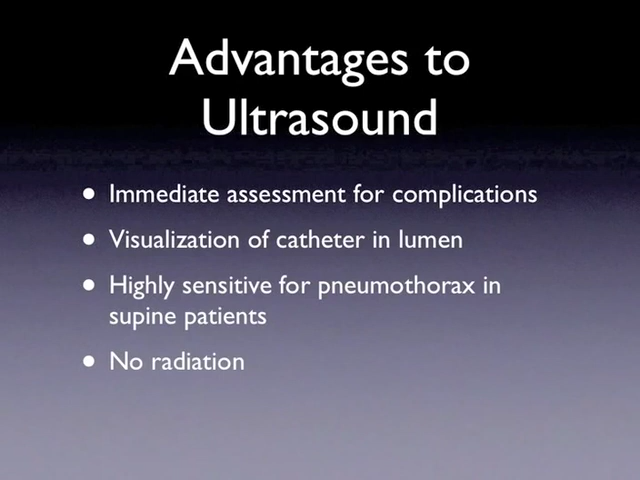 Advantages to
Ultrasound
• Immediate assessment for complications
• Visualization of catheter in lumen
• Highly sensitive for pneumothorax in
supine patients
• No radiation